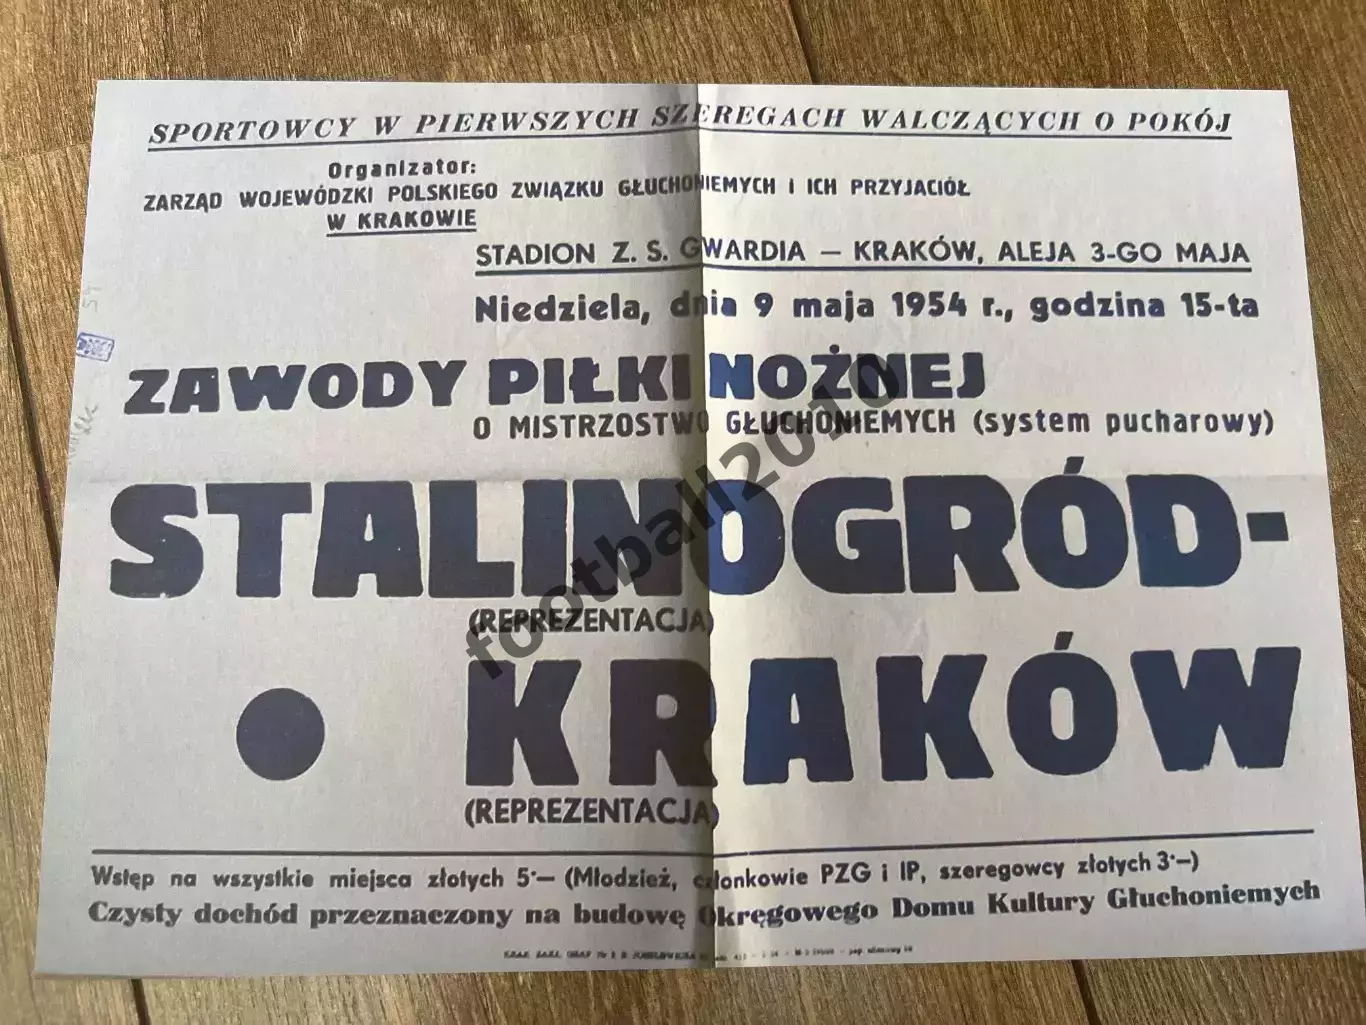 SPORTOWCY W PIERWSZYCH SZEREGACH WALCZĄCYCH O POKÓJ
Organizator:
ZARZĄD WOJEWÓDZKI POLSKIEGO ZWIĄZKU GŁUCHONIEMYCH I ICH PRZYJACIÓŁ
W KRAKOWIE
STADION Z. S. GWARDIA — KRAKÓW, ALEJA 3-GO MAJA
Niedziela, dnia 9 maja 1954 r., godzina 15-ta
ZAWODY PIŁKI NOŻNEJ
O MISTRZOSTWO GŁUCHONIEMYCH (system pucharowy)
STALINOGRÓD-
(REPREZENTACJA)
• KRAKÓW
(REPREZENTACJA)
Wstęp na wszystkie miejsca złotych 5·— (Młodzież, członkowie PZG i IP, szeregowcy złotych 3·—)
Czysty dochód przeznaczony na budowę Okręgowego Domu Kultury Głuchoniemych
football2010